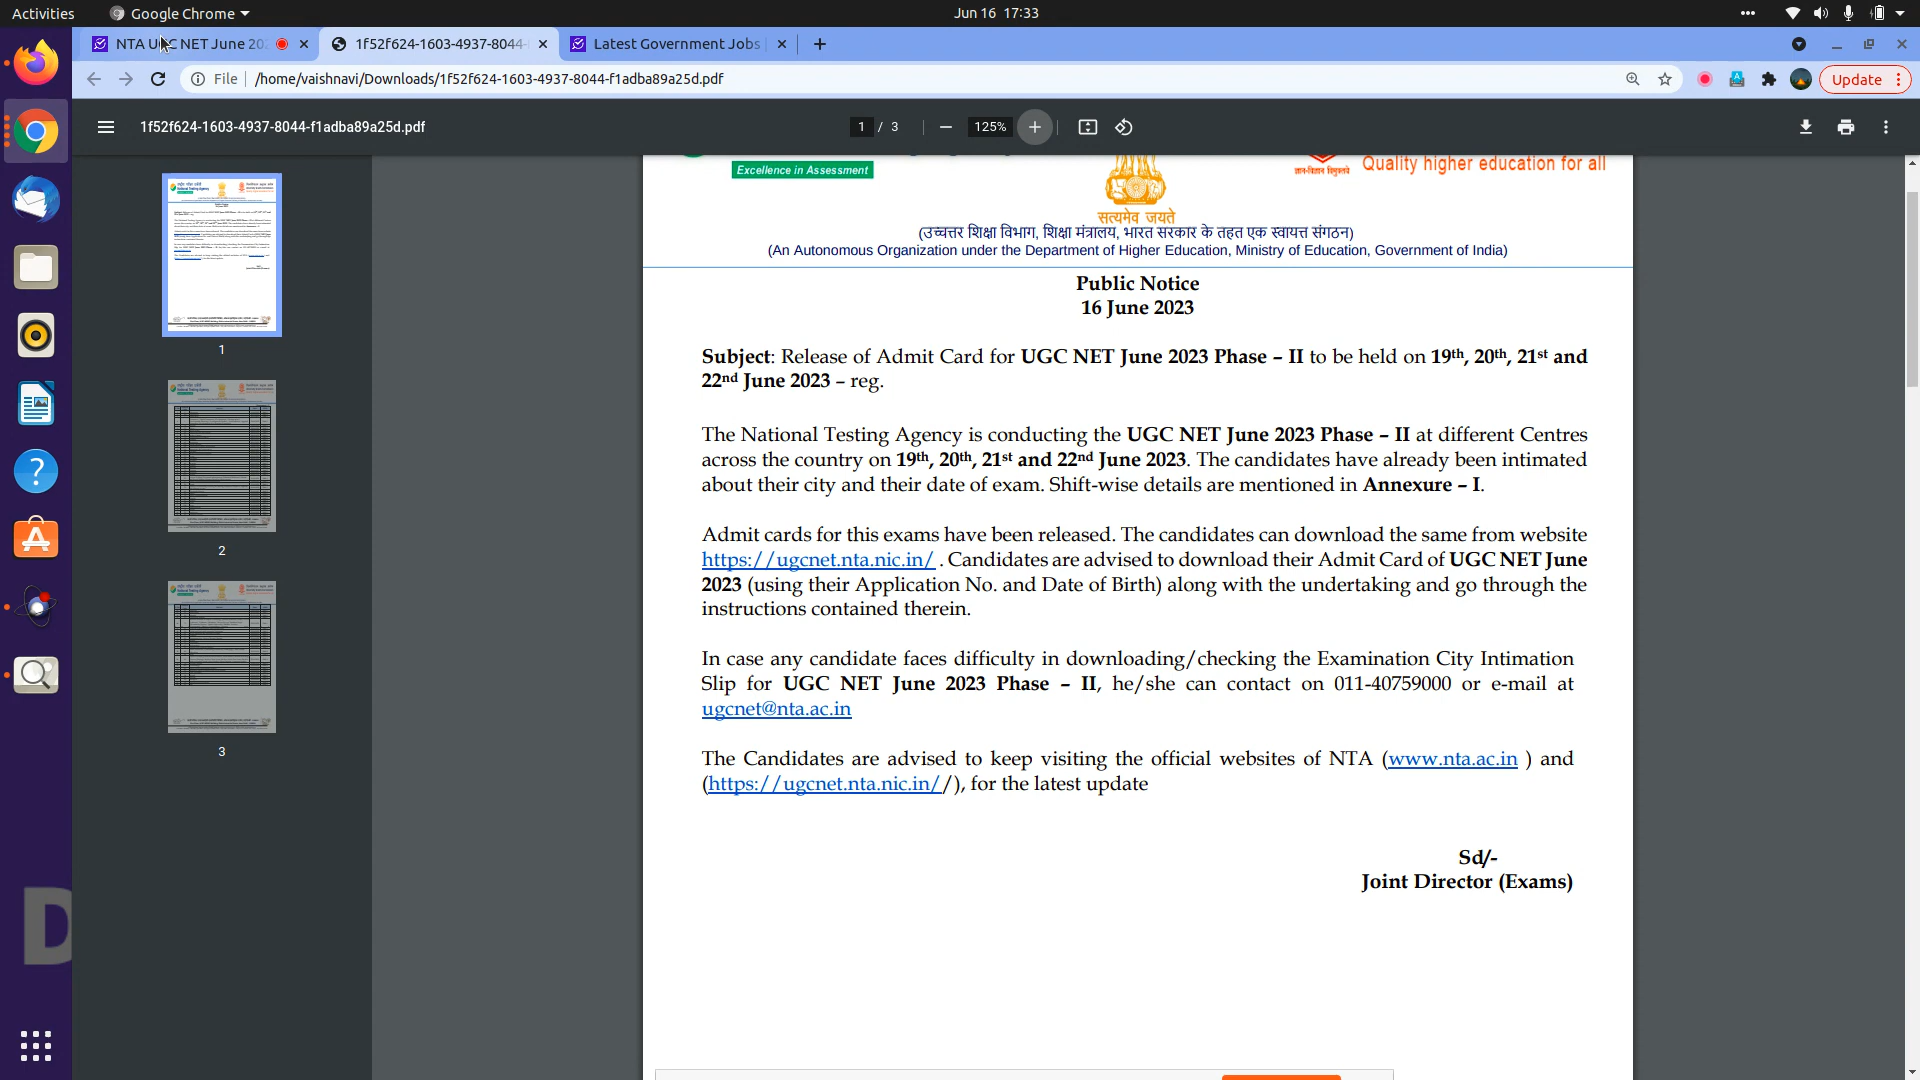 Activities
Google Chrome
Jun 16 17:33
NTA UGC NET June 202
1f52f624-1603-4937-8044-
Latest Government Jobs
File
/home/vaishnavi/Downloads/1f52f624-1603-4937-8044-f1adba89a25d.pdf
Update
1f52f624-1603-4937-8044-f1adba89a25d.pdf
1 / 3
125%
1
2
3
Excellence in Assessment
सत्यमेव जयते
ज्ञान-विज्ञान विमुक्तये
Quality higher education for all
(उच्चत्तर शिक्षा विभाग, शिक्षा मंत्रालय, भारत सरकार के तहत एक स्वायत्त संगठन)
(An Autonomous Organization under the Department of Higher Education, Ministry of Education, Government of India)
Public Notice
16 June 2023
Subject: Release of Admit Card for UGC NET June 2023 Phase – II to be held on 19th, 20th, 21st and
22nd June 2023 – reg.
The National Testing Agency is conducting the UGC NET June 2023 Phase – II at different Centres
across the country on 19th, 20th, 21st and 22nd June 2023. The candidates have already been intimated
about their city and their date of exam. Shift-wise details are mentioned in Annexure – I.
Admit cards for this exams have been released. The candidates can download the same from website
https://ugcnet.nta.nic.in/ . Candidates are advised to download their Admit Card of UGC NET June
2023 (using their Application No. and Date of Birth) along with the undertaking and go through the
instructions contained therein.
In case any candidate faces difficulty in downloading/checking the Examination City Intimation
Slip for UGC NET June 2023 Phase – II, he/she can contact on 011-40759000 or e-mail at
ugcnet@nta.ac.in
The Candidates are advised to keep visiting the official websites of NTA (www.nta.ac.in ) and
(https://ugcnet.nta.nic.in//), for the latest update
Sd/-
Joint Director (Exams)